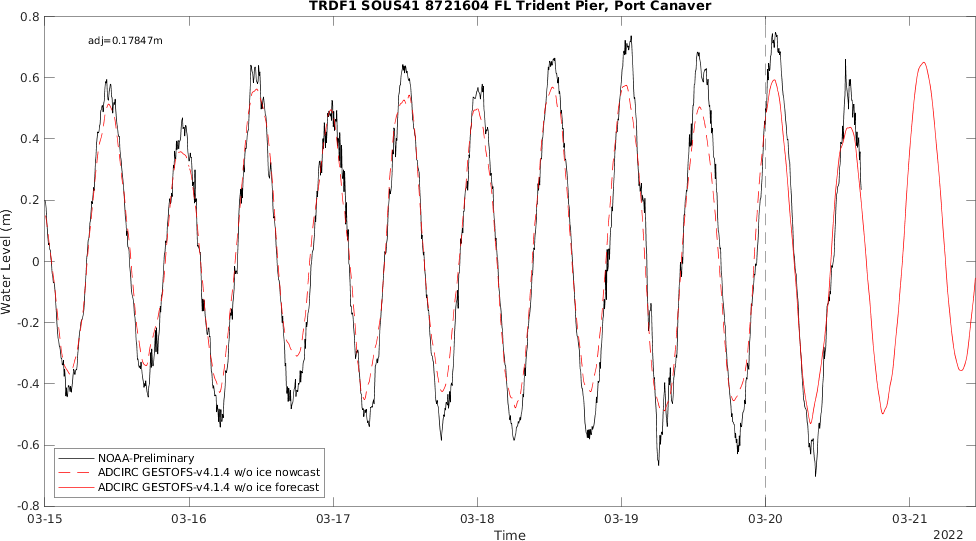 TRDF1 SOUS41 8721604 FL Trident Pier, Port Canaver
adj=0.17847m
0.8
0.6
0.4
0.2
0
-0.2
-0.4
-0.6
-0.8
Water Level (m)
NOAA-Preliminary
ADCIRC GESTOFS-v4.1.4 w/o ice nowcast
ADCIRC GESTOFS-v4.1.4 w/o ice forecast
03-15 03-16 03-17 03-18 03-19 03-20 03-21
Time
2022